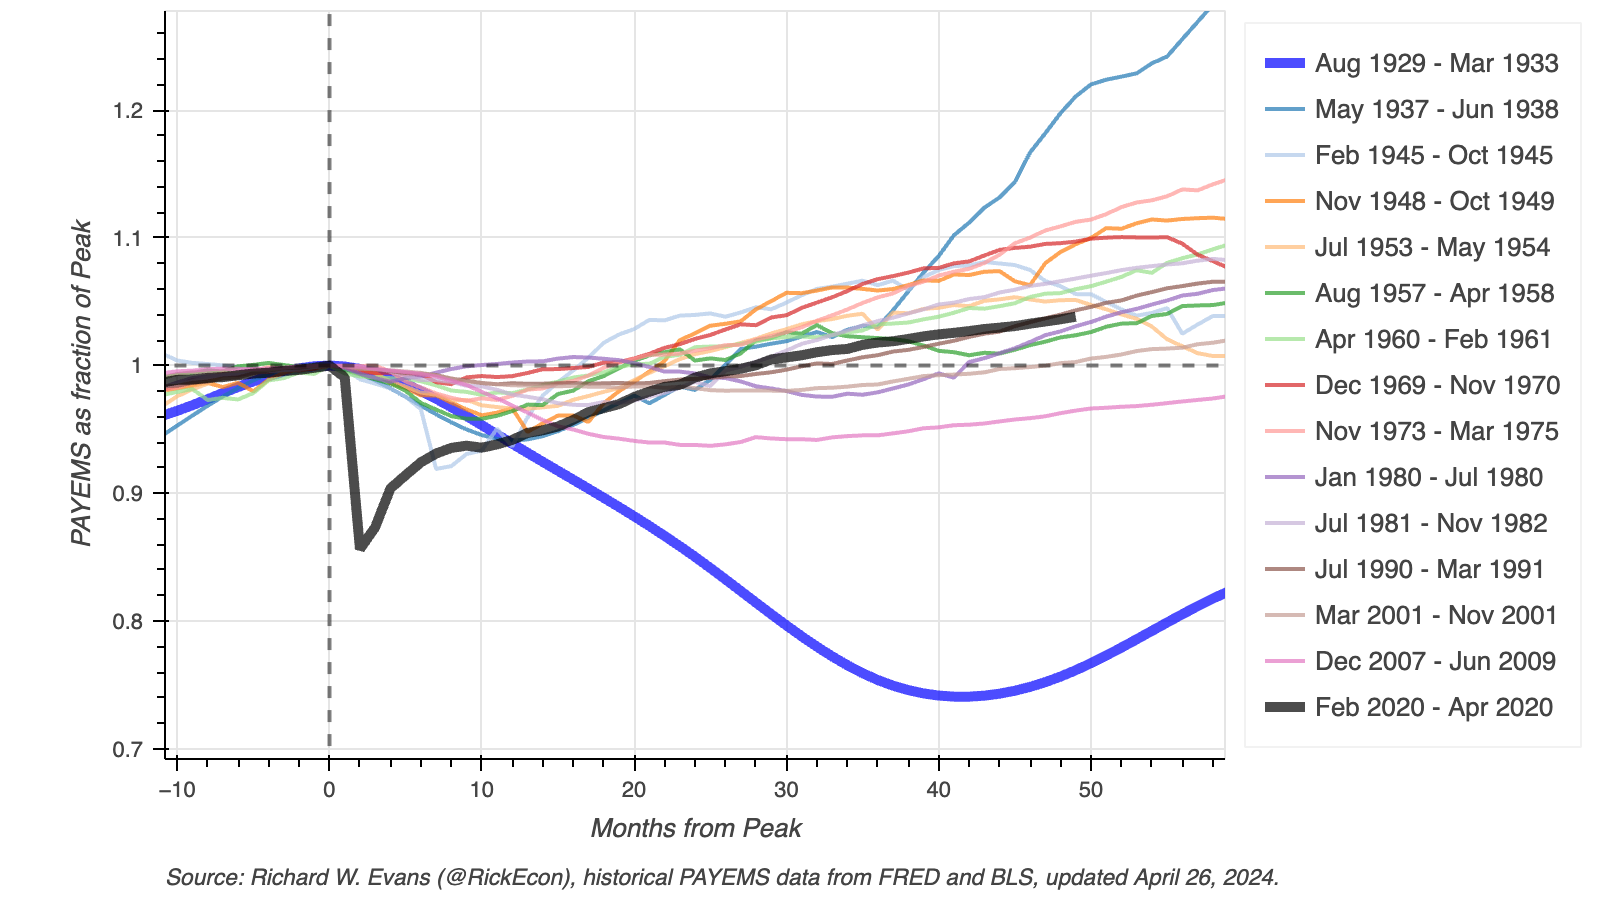 1.2
1.1
1
0.9
0.8
0.7
PAYEMS as fraction of Peak
−10 0 10 20 30 40 50
Months from Peak
Aug 1929 - Mar 1933
May 1937 - Jun 1938
Feb 1945 - Oct 1945
Nov 1948 - Oct 1949
Jul 1953 - May 1954
Aug 1957 - Apr 1958
Apr 1960 - Feb 1961
Dec 1969 - Nov 1970
Nov 1973 - Mar 1975
Jan 1980 - Jul 1980
Jul 1981 - Nov 1982
Jul 1990 - Mar 1991
Mar 2001 - Nov 2001
Dec 2007 - Jun 2009
Feb 2020 - Apr 2020
Source: Richard W. Evans (@RickEcon), historical PAYEMS data from FRED and BLS, updated April 26, 2024.